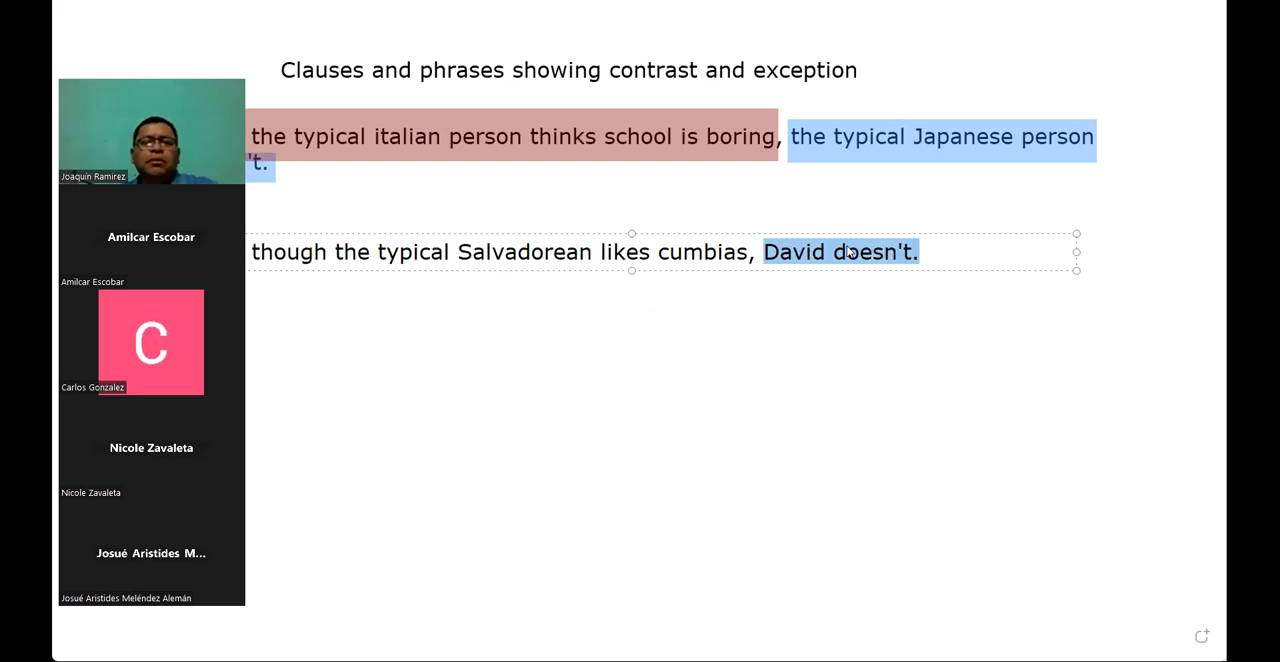 Clauses and phrases showing contrast and exception
the typical italian person thinks school is boring, the typical Japanese person
't.
though the typical Salvadorean likes cumbias, David doesn't.
Joaquín Ramirez
Amilcar Escobar
Amilcar Escobar
C
Carlos Gonzalez
Nicole Zavaleta
Nicole Zavaleta
Josué Aristides M...
Josué Aristides Meléndez Alemán